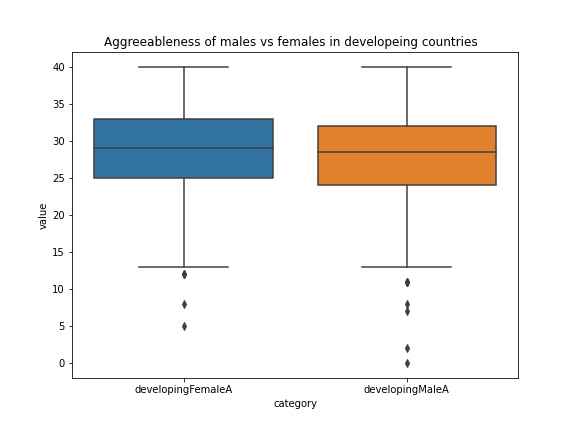 Aggreeableness of males vs females in developeing countries
40
35
30
25
20
15
10
5
0
value
developingFemaleA
developingMaleA
category